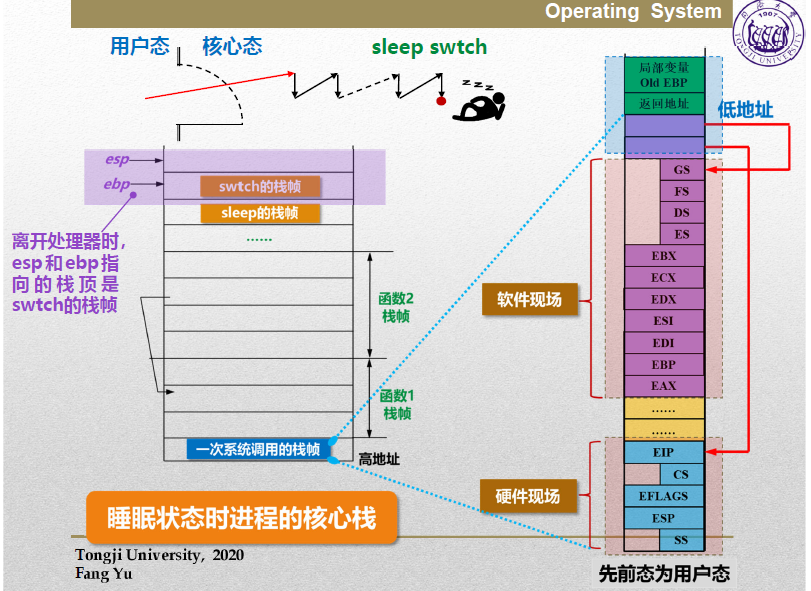 Operating System
1907
TONGJI UNIVERSITY
用户态
核心态
sleep swtch
z z z z
esp
ebp
swtch的栈帧
sleep的栈帧
……
离开处理器时，
esp和ebp指
向的栈顶是
swtch的栈帧
函数2
栈帧
函数1
栈帧
一次系统调用的栈帧
高地址
睡眠状态时进程的核心栈
局部变量
Old EBP
返回地址
低地址
GS
FS
DS
ES
EBX
ECX
EDX
ESI
EDI
EBP
EAX
软件现场
……
……
EIP
CS
EFLAGS
ESP
SS
硬件现场
先前态为用户态
Tongji University, 2020
Fang Yu